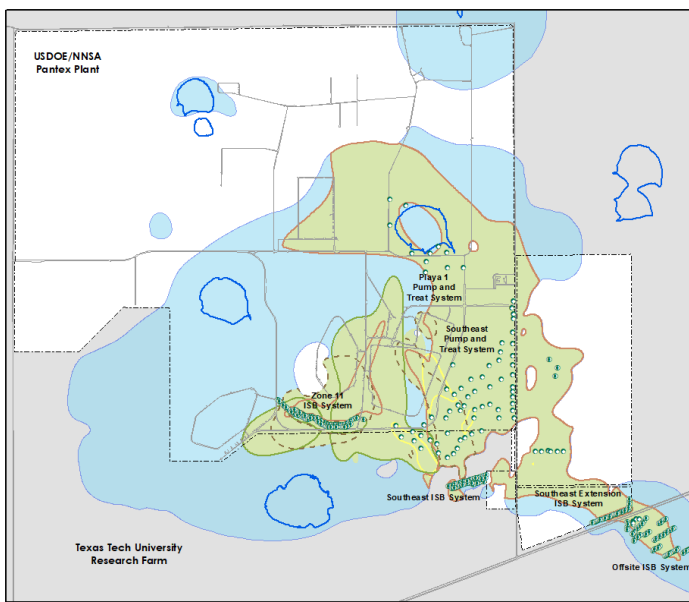 USDOE/NNSA
Pantex Plant
Playa 1
Pump and
Treat System
Southeast
Pump and
Treat System
Zone 11
ISB System
Southeast ISB System
Southeast Extension
ISB System
Texas Tech University
Research Farm
Offsite ISB System